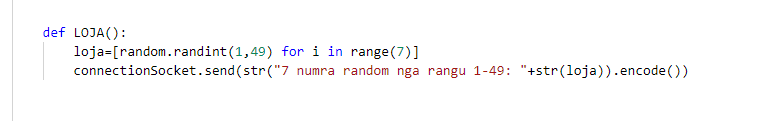 def LOJA():
loja=[random.randint(1,49) for i in range(7)]
connectionSocket.send(str("7 numra random nga rangu 1-49: "+str(loja)).encode())